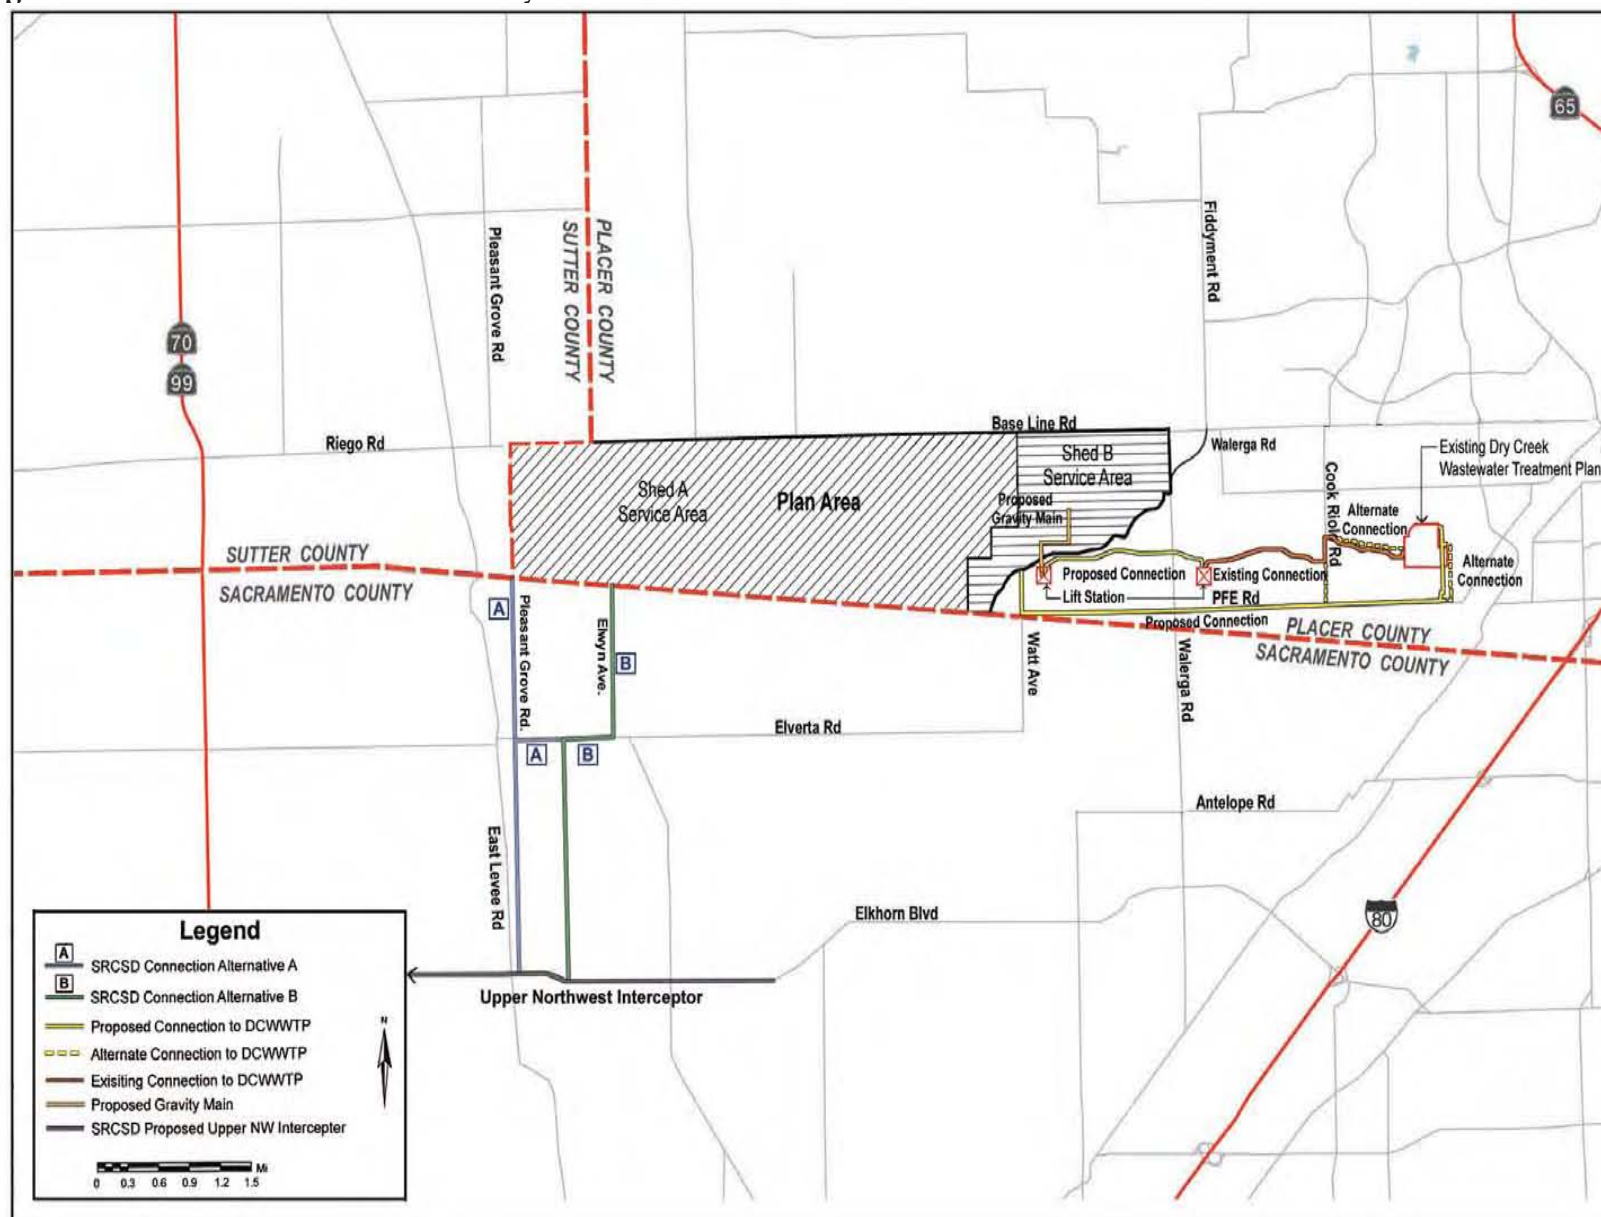 65
Fiddyment Rd
Pleasant Grove Rd
PLACER COUNTY
SUTTER COUNTY
70
99
Base Line Rd
Riego Rd
Walerga Rd
Shed B
Service Area
Existing Dry Creek
Wastewater Treatment Plan
Cook Riolo Rd
Shed A
Service Area
Plan Area
Proposed
Gravity Main
Alternate
Connection
SUTTER COUNTY
SACRAMENTO COUNTY
Proposed Connection
Existing Connection
Alternate
Connection
Lift Station
PFE Rd
Proposed Connection
PLACER COUNTY
SACRAMENTO COUNTY
A
Pleasant Grove Rd.
Elwyn Ave.
B
Watt Ave
Walerga Rd
Elverta Rd
A
B
Antelope Rd
East Levee Rd
Elkhorn Blvd
80
Upper Northwest Interceptor
Legend
A
SRCSD Connection Alternative A
B
SRCSD Connection Alternative B
Proposed Connection to DCWWTP
N
Alternate Connection to DCWWTP
Exisiting Connection to DCWWTP
Proposed Gravity Main
SRCSD Proposed Upper NW Intercepter
Mi
0 0.3 0.6 0.9 1.2 1.5